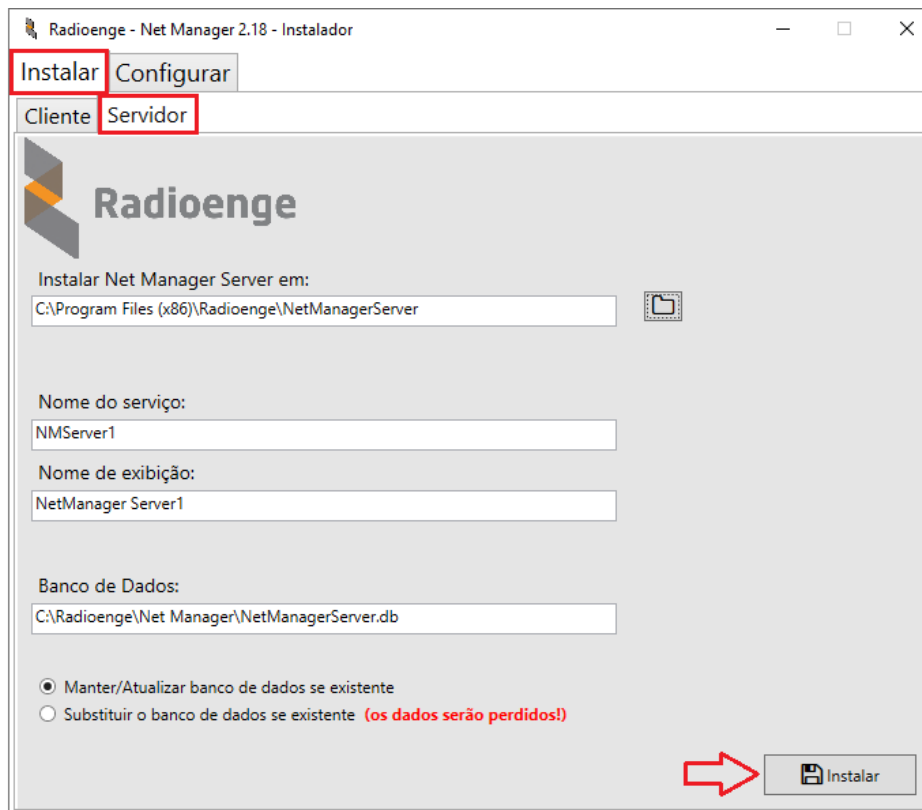 Radioenge - Net Manager 2.18 - Instalador
Instalar Configurar
Cliente Servidor
Radioenge
Instalar Net Manager Server em:
C:\Program Files (x86)\Radioenge\NetManagerServer
Nome do serviço:
NMServer1
Nome de exibição:
NetManager Server1
Banco de Dados:
C:\Radioenge\Net Manager\NetManagerServer.db
Manter/Atualizar banco de dados se existente
Substituir o banco de dados se existente (os dados serão perdidos!)
Instalar